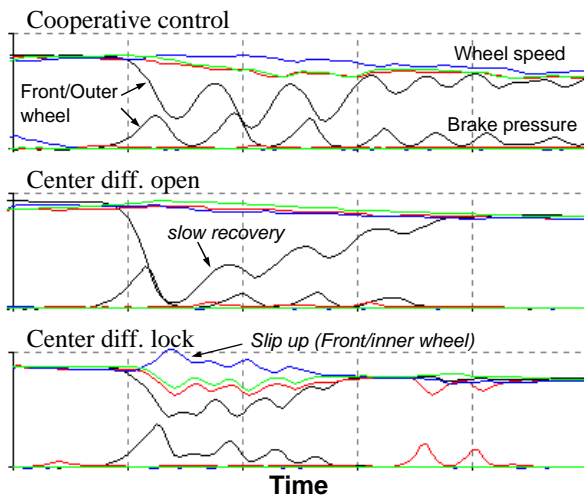 Cooperative control
Wheel speed
Front/Outer
wheel
Brake pressure
Center diff. open
slow recovery
Center diff. lock
Slip up (Front/inner wheel)
Time